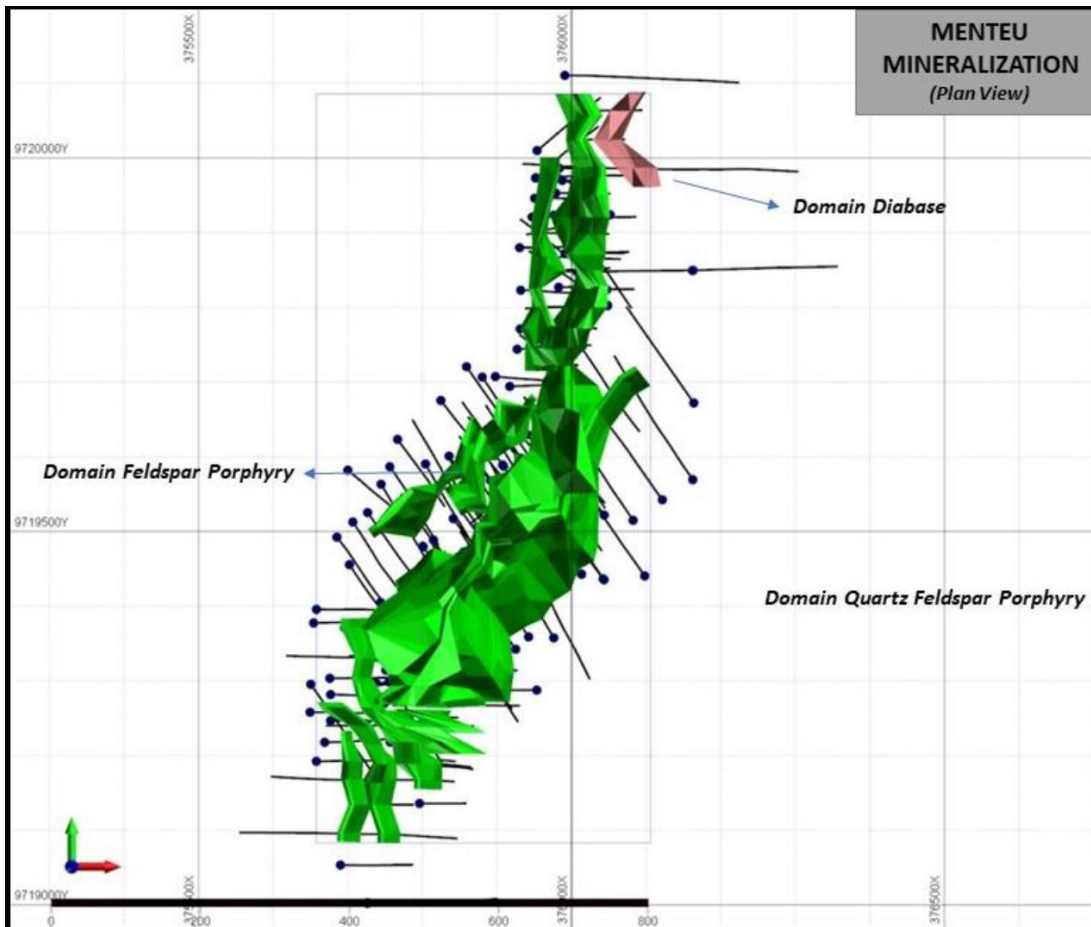 MENTEU
MINERALIZATION
(Plan View)
375500X
376000X
9720000Y
Domain Diabase
Domain Feldspar Porphyry
9719500Y
Domain Quartz Feldspar Porphyry
9719000Y
376500X
0
200
400
600
800